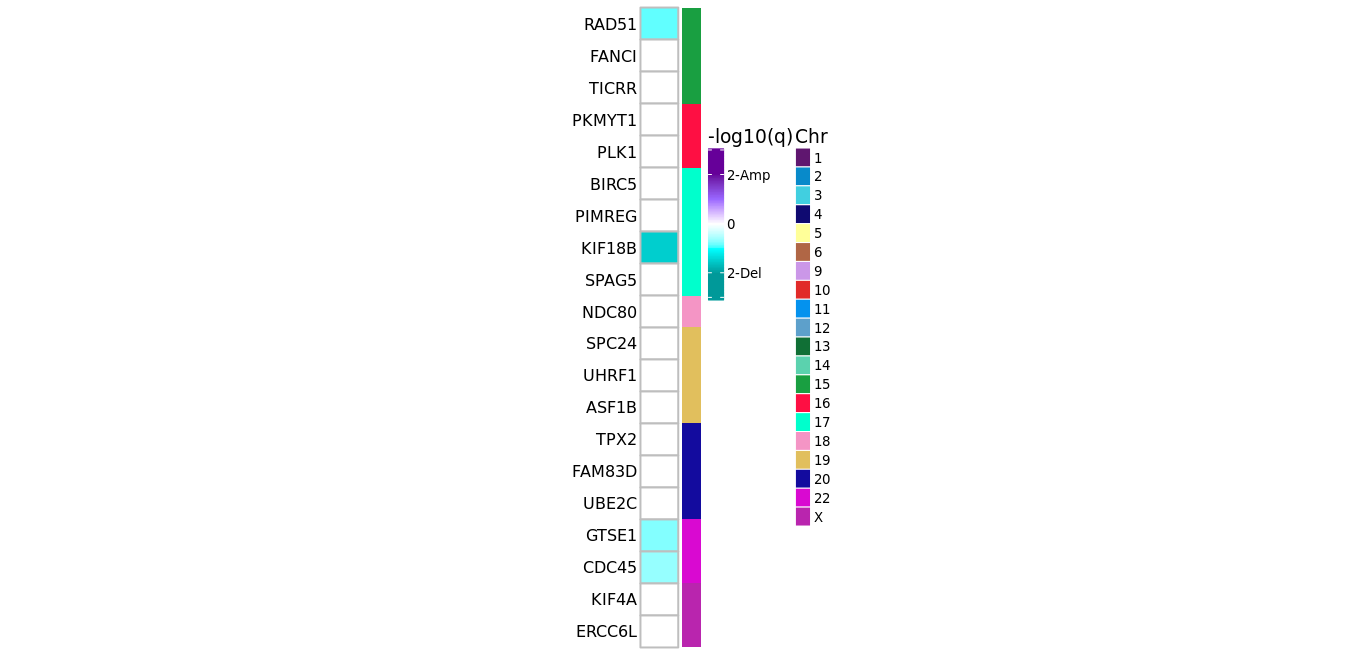 RAD51
FANCI
TICRR
PKMYT1
PLK1
BIRC5
PIMREG
KIF18B
SPAG5
NDC80
SPC24
UHRF1
ASF1B
TPX2
FAM83D
UBE2C
GTSE1
CDC45
KIF4A
ERCC6L
-log10(q)
2-Amp
0
2-Del
Chr
1
2
3
4
5
6
9
10
11
12
13
14
15
16
17
18
19
20
22
X